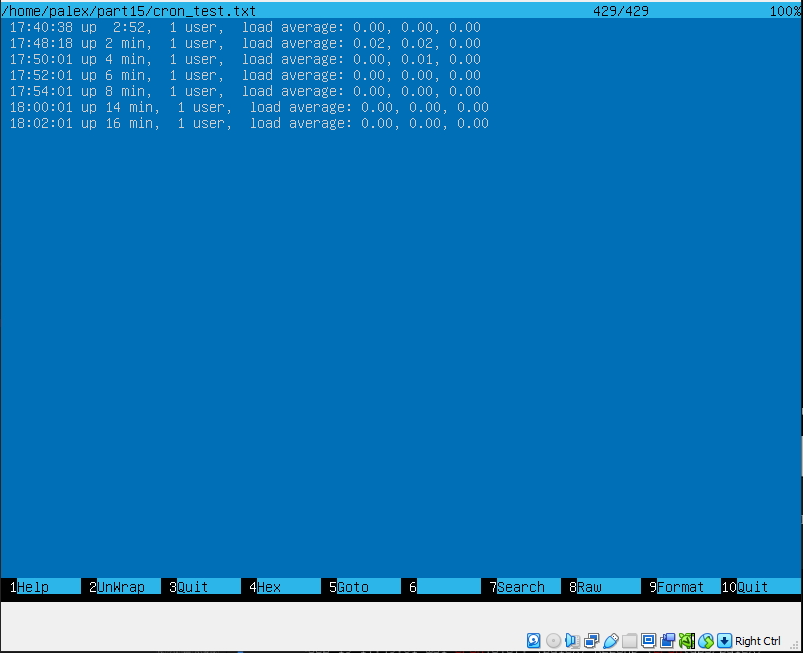 /home/palex/part15/cron_test.txt 429/429 100%
17:40:38 up  2:52,  1 user,  load average: 0.00, 0.00, 0.00
17:48:18 up 2 min,  1 user,  load average: 0.02, 0.02, 0.00
17:50:01 up 4 min,  1 user,  load average: 0.00, 0.01, 0.00
17:52:01 up 6 min,  1 user,  load average: 0.00, 0.00, 0.00
17:54:01 up 8 min,  1 user,  load average: 0.00, 0.00, 0.00
18:00:01 up 14 min,  1 user,  load average: 0.00, 0.00, 0.00
18:02:01 up 16 min,  1 user,  load average: 0.00, 0.00, 0.00
1Help 2UnWrap 3Quit 4Hex 5Goto 6 7Search 8Raw 9Format 10Quit
Right Ctrl